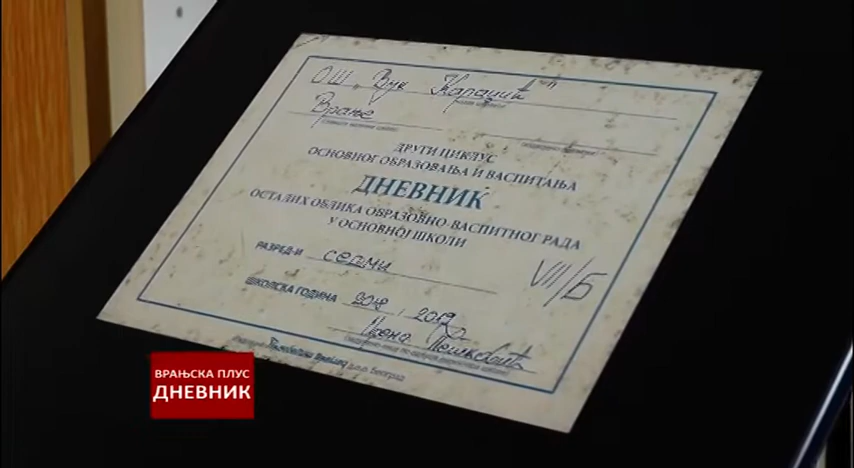 ОШ „Вук Караџић"
Врање
ДРУГИ ЦИКЛУС
ОСНОВНОГ ОБРАЗОВАЊА И ВАСПИТАЊА
ДНЕВНИК
ОСТАЛИХ ОБЛИКА ОБРАЗОВНО-ВАСПИТНОГ РАДА
У ОСНОВНОЈ ШКОЛИ
РАЗРЕД-И седми
VII/Б
ШКОЛСКА ГОДИНА 2018 / 2019
Београд
ВРАЊСКА ПЛУС
ДНЕВНИК